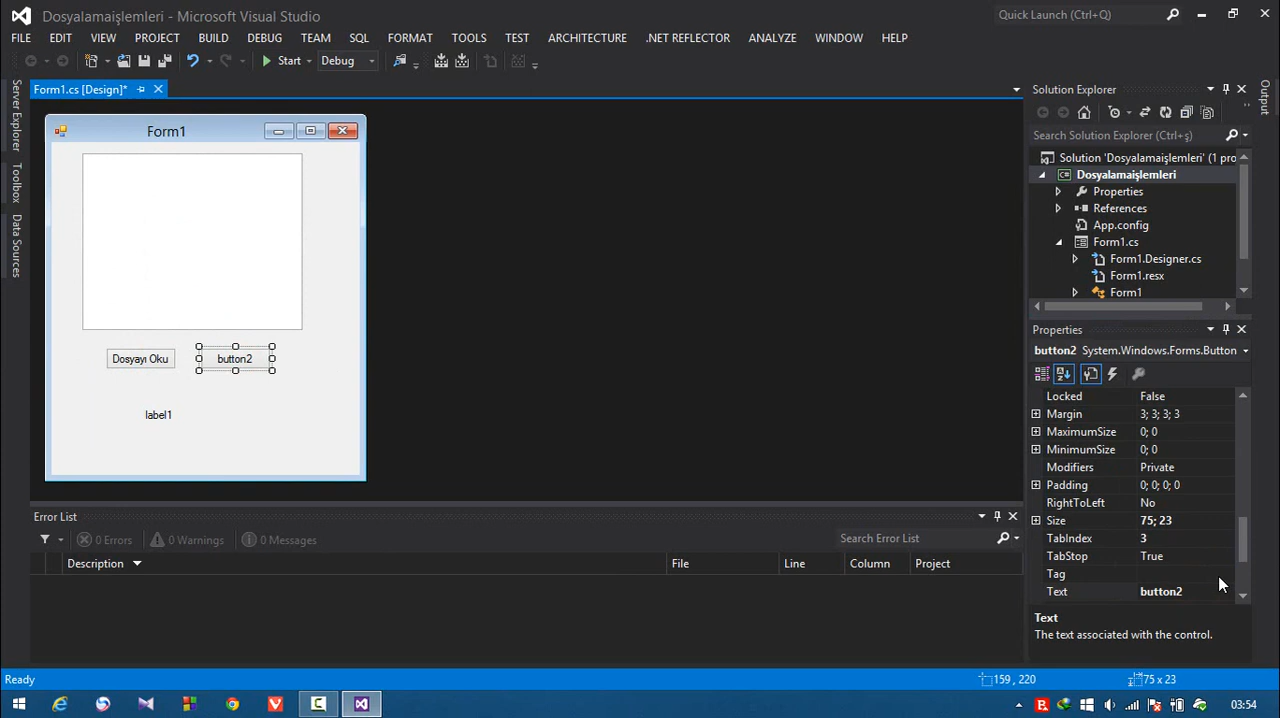 Dosyalamaişlemleri - Microsoft Visual Studio
Quick Launch (Ctrl+Q)
FILE EDIT VIEW PROJECT BUILD DEBUG TEAM SQL FORMAT TOOLS TEST ARCHITECTURE .NET REFLECTOR ANALYZE WINDOW HELP
Start Debug
Server Explorer
Toolbox
Data Sources
Form1.cs [Design]*
Form1
Dosyayı Oku
button2
label1
Error List
0 Errors 0 Warnings 0 Messages
Search Error List
Description File Line Column Project
Solution Explorer
Search Solution Explorer (Ctrl+ş)
Solution 'Dosyalamaişlemleri' (1 pro
C#
Dosyalamaişlemleri
Properties
References
App.config
Form1.cs
Form1.Designer.cs
Form1.resx
Form1
Output
Properties
button2 System.Windows.Forms.Button
Locked False
Margin 3; 3; 3; 3
MaximumSize 0; 0
MinimumSize 0; 0
Modifiers Private
Padding 0; 0; 0; 0
RightToLeft No
Size 75; 23
TabIndex 3
TabStop True
Tag
Text button2
Text
The text associated with the control.
Ready
159 , 220
75 x 23
03:54